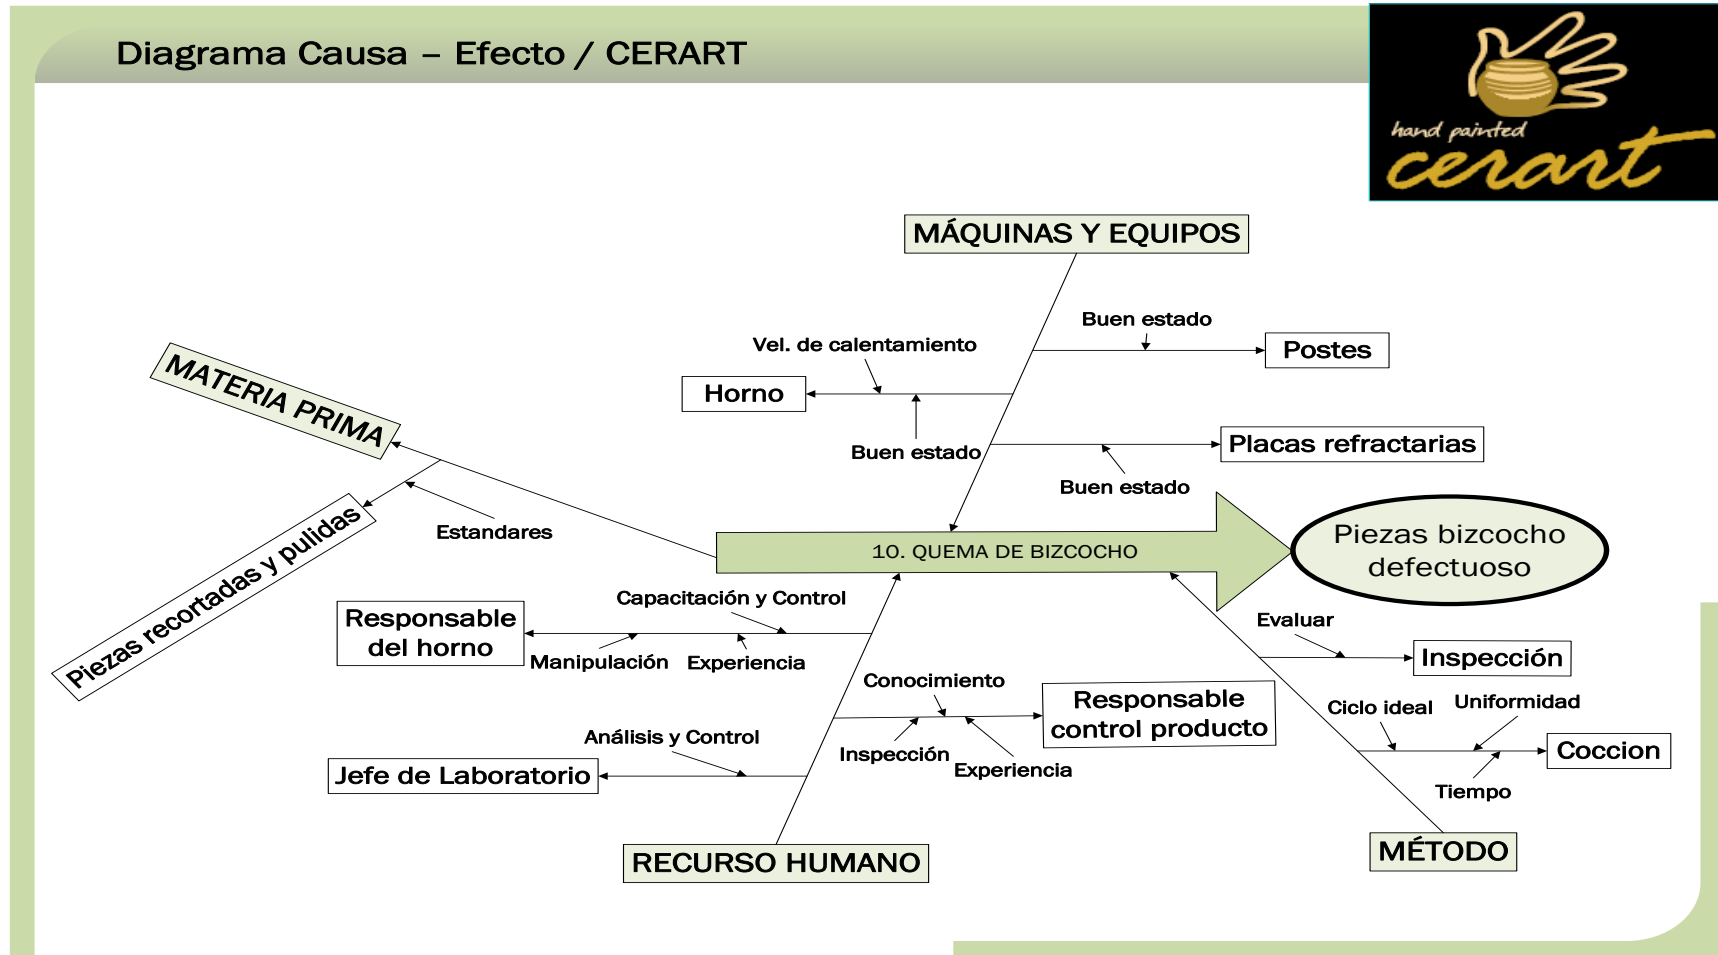 Diagrama Causa – Efecto / CERART
hand painted
cerart
MÁQUINAS Y EQUIPOS
Buen estado
Postes
Vel. de calentamiento
Horno
Buen estado
Placas refractarias
Buen estado
MATERIA PRIMA
Estandares
Piezas recortadas y pulidas
10. QUEMA DE BIZCOCHO
Piezas bizcocho
defectuoso
Capacitación y Control
Responsable
del horno
Manipulación
Experiencia
Conocimiento
Responsable
control producto
Inspección
Experiencia
Análisis y Control
Jefe de Laboratorio
RECURSO HUMANO
Evaluar
Inspección
Ciclo ideal
Uniformidad
Coccion
Tiempo
MÉTODO